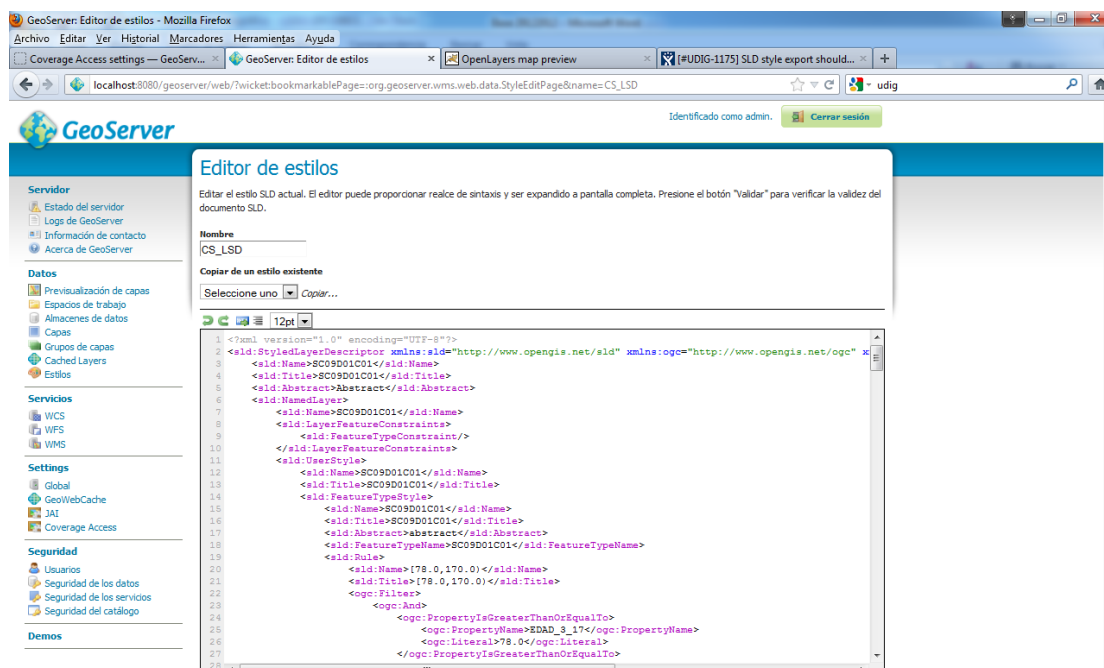 GeoServer: Editor de estilos - Mozilla Firefox
Archivo Editar Ver Historial Marcadores Herramientas Ayuda
Coverage Access settings — GeoServ... × GeoServer: Editor de estilos × OpenLayers map preview × [#UDIG-1175] SLD style export should... × +
localhost:8080/geoserver/web/?wicket:bookmarkablePage=:org.geoserver.wms.web.data.StyleEditPage&name=CS_LSD udig
GeoServer
Identificado como admin. Cerrar sesión
Servidor
Estado del servidor
Logs de GeoServer
Información de contacto
Acerca de GeoServer
Datos
Previsualización de capas
Espacios de trabajo
Almacenes de datos
Capas
Grupos de capas
Cached Layers
Estilos
Servicios
WCS
WFS
WMS
Settings
Global
GeoWebCache
JAI
Coverage Access
Seguridad
Usuarios
Seguridad de los datos
Seguridad de los servicios
Seguridad del catálogo
Demos
Editor de estilos
Editar el estilo SLD actual. El editor puede proporcionar realce de sintaxis y ser expandido a pantalla completa. Presione el botón "Validar" para verificar la validez del
documento SLD.
Nombre
CS_LSD
Copiar de un estilo existente
Seleccione uno Copiar...
12pt
1 <?xml version="1.0" encoding="UTF-8"?>
2 <sld:StyledLayerDescriptor xmlns:sld="http://www.opengis.net/sld" xmlns:ogc="http://www.opengis.net/ogc" x
3 <sld:Name>SC09D01C01</sld:Name>
4 <sld:Title>SC09D01C01</sld:Title>
5 <sld:Abstract>Abstract</sld:Abstract>
6 <sld:NamedLayer>
7 <sld:Name>SC09D01C01</sld:Name>
8 <sld:LayerFeatureConstraints>
9 <sld:FeatureTypeConstraint/>
10 </sld:LayerFeatureConstraints>
11 <sld:UserStyle>
12 <sld:Name>SC09D01C01</sld:Name>
13 <sld:Title>SC09D01C01</sld:Title>
14 <sld:FeatureTypeStyle>
15 <sld:Name>SC09D01C01</sld:Name>
16 <sld:Title>SC09D01C01</sld:Title>
17 <sld:Abstract>abstract</sld:Abstract>
18 <sld:FeatureTypeName>SC09D01C01</sld:FeatureTypeName>
19 <sld:Rule>
20 <sld:Name>[78.0,170.0)</sld:Name>
21 <sld:Title>[78.0,170.0)</sld:Title>
22 <ogc:Filter>
23 <ogc:And>
24 <ogc:PropertyIsGreaterThanOrEqualTo>
25 <ogc:PropertyName>EDAD_3_17</ogc:PropertyName>
26 <ogc:Literal>78.0</ogc:Literal>
27 </ogc:PropertyIsGreaterThanOrEqualTo>
28